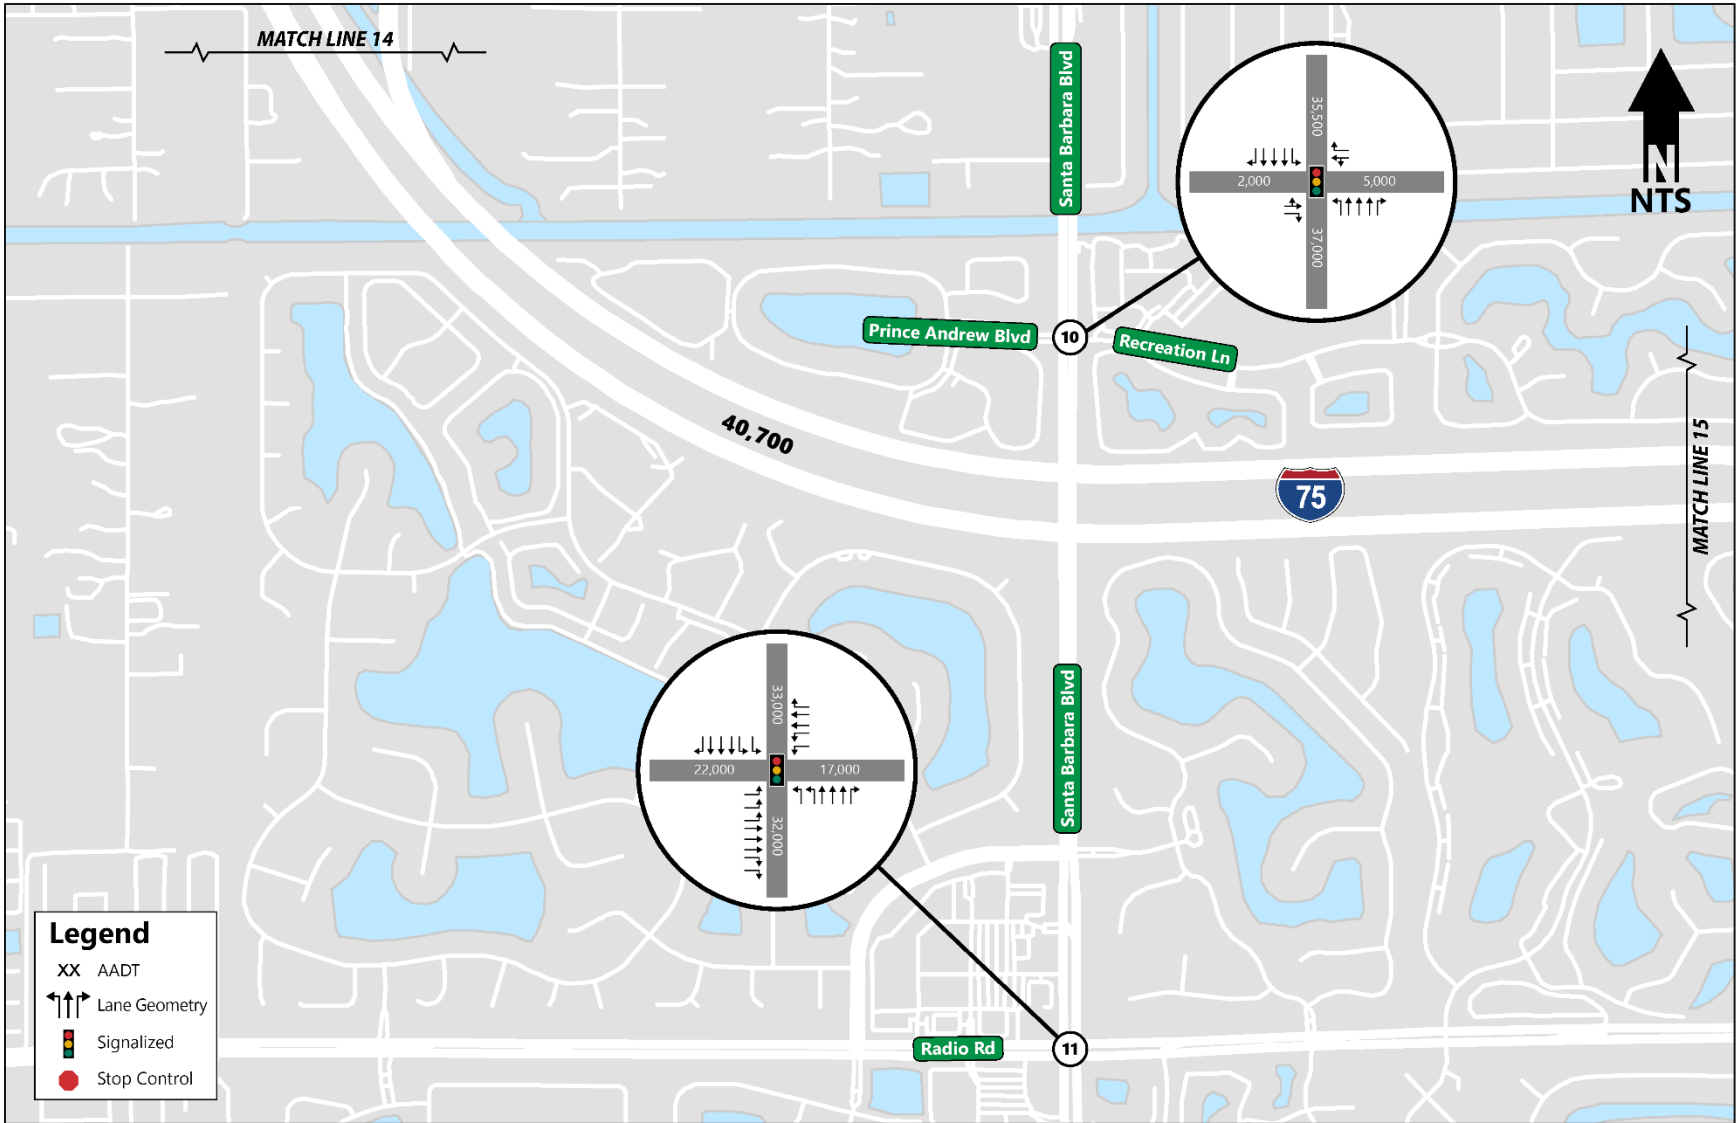 MATCH LINE 14
Santa Barbara Blvd
35,500
2,000
5,000
37,000
N
NTS
Prince Andrew Blvd
10
Recreation Ln
40,700
75
MATCH LINE 15
33,000
22,000
17,000
32,000
Santa Barbara Blvd
Legend
XX AADT
Lane Geometry
Signalized
Stop Control
Radio Rd
11